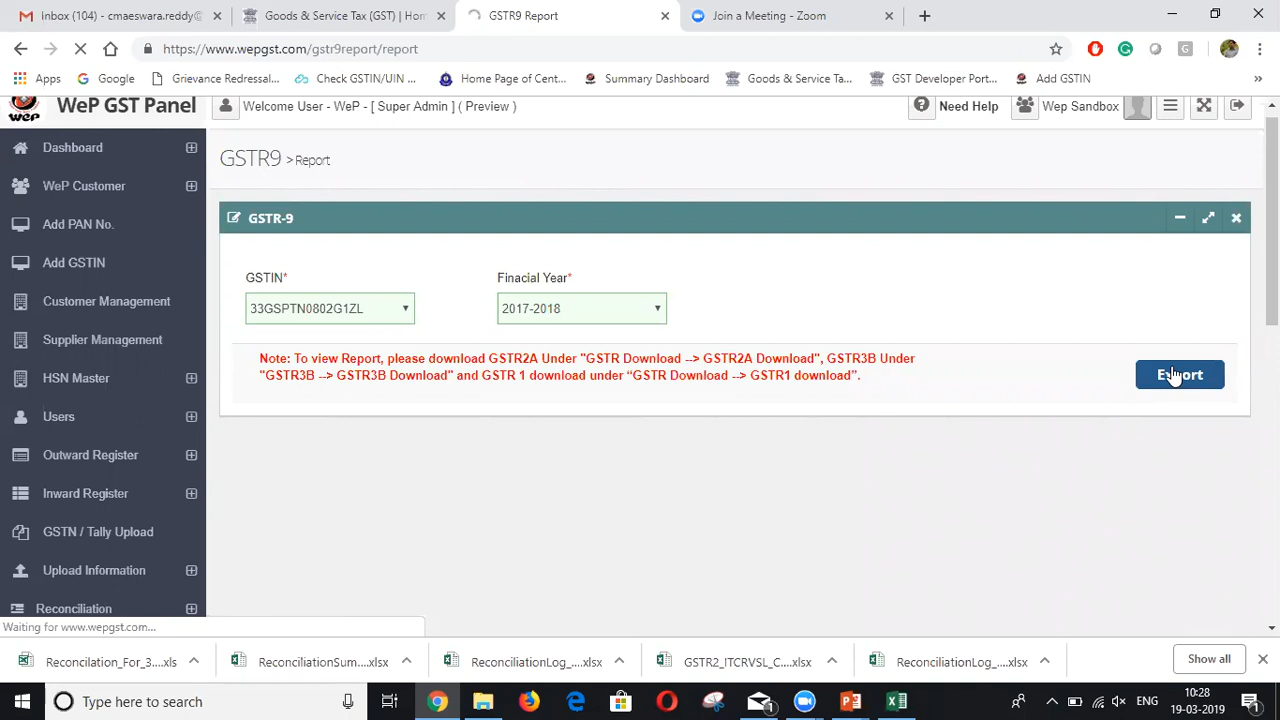 Inbox (104) - cmaeswara.reddy@
Goods & Service Tax (GST) | Hom
GSTR9 Report
Join a Meeting - Zoom
https://www.wepgst.com/gstr9report/report
Apps
Google
Grievance Redressal...
Check GSTIN/UIN ...
Home Page of Cent...
Summary Dashboard
Goods & Service Ta...
GST Developer Port...
Add GSTIN
WeP
WeP GST Panel
Welcome User - WeP - [ Super Admin ] ( Preview )
Need Help
Wep Sandbox
Dashboard
WeP Customer
Add PAN No.
Add GSTIN
Customer Management
Supplier Management
HSN Master
Users
Outward Register
Inward Register
GSTN / Tally Upload
Upload Information
Reconciliation
GSTR9 > Report
GSTR-9
GSTIN*
Finacial Year*
33GSPTN0802G1ZL
2017-2018
Note: To view Report, please download GSTR2A Under "GSTR Download --> GSTR2A Download", GSTR3B Under
"GSTR3B --> GSTR3B Download" and GSTR 1 download under “GSTR Download --> GSTR1 download”.
Export
Waiting for www.wepgst.com...
Reconciliation_For_3....xls
ReconciliationSum....xlsx
ReconciliationLog_....xlsx
GSTR2_ITCRVSL_C....xlsx
ReconciliationLog_....xlsx
Show all
Type here to search
1
ENG
10:28
19-03-2019
1